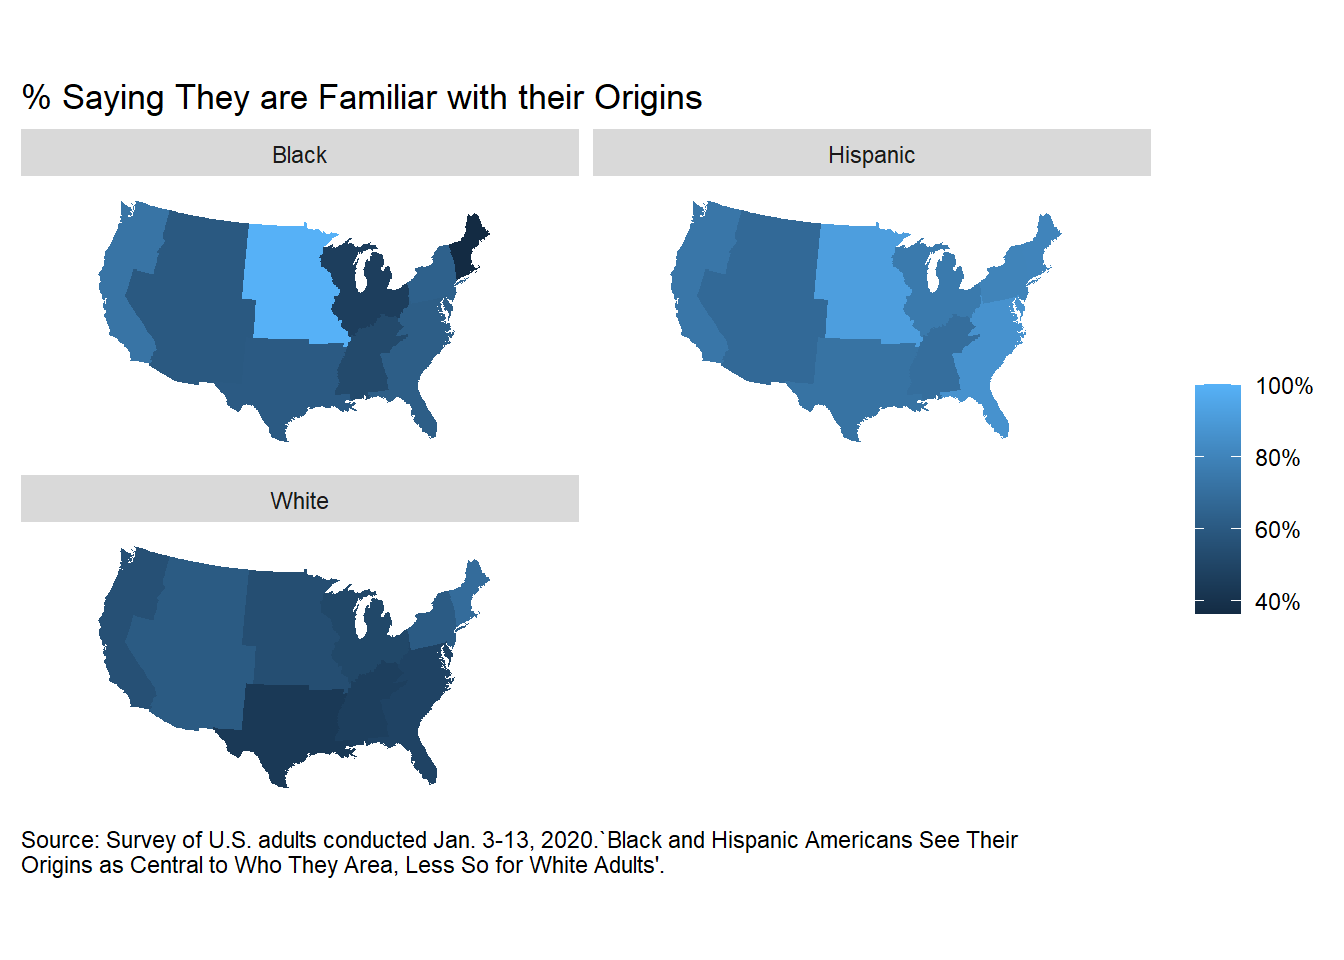 % Saying They are Familiar with their Origins
Black
Hispanic
White
100%
80%
60%
40%
Source: Survey of U.S. adults conducted Jan. 3-13, 2020.`Black and Hispanic Americans See Their
Origins as Central to Who They Area, Less So for White Adults'.